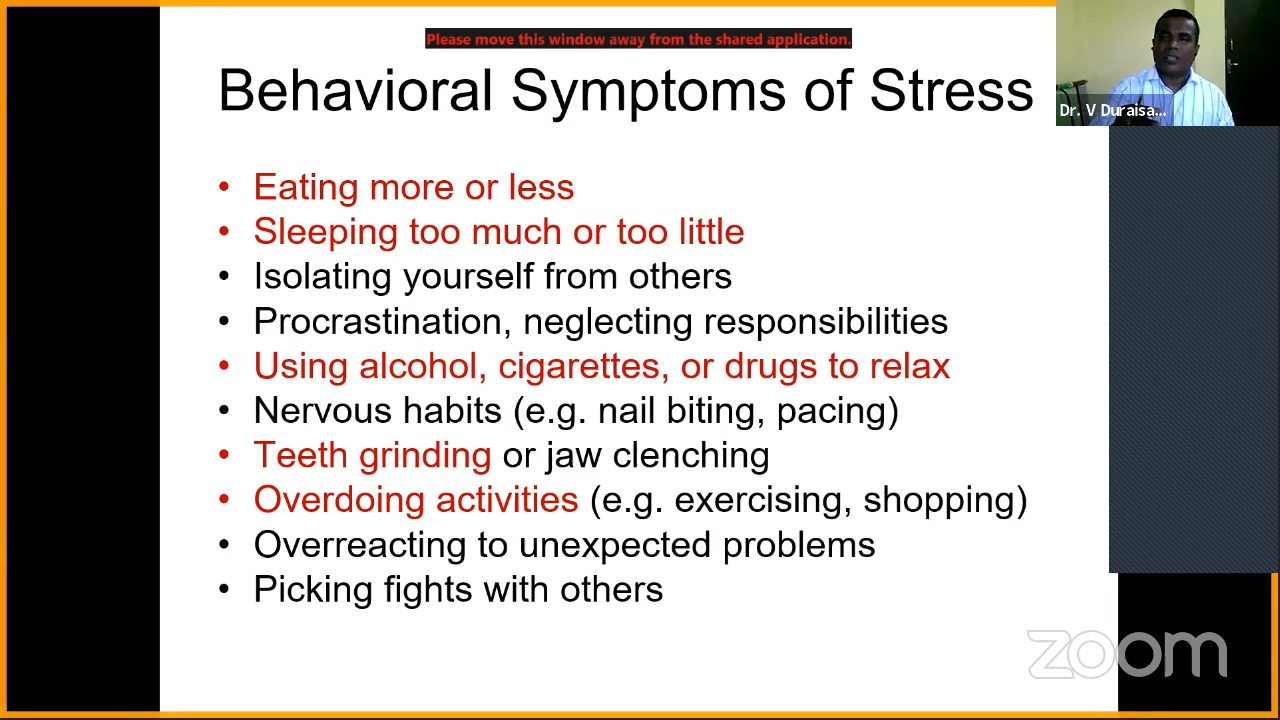 Please move this window away from the shared application.
Behavioral Symptoms of Stress
Dr. V Duraisa...
• Eating more or less
• Sleeping too much or too little
• Isolating yourself from others
• Procrastination, neglecting responsibilities
• Using alcohol, cigarettes, or drugs to relax
• Nervous habits (e.g. nail biting, pacing)
• Teeth grinding or jaw clenching
• Overdoing activities (e.g. exercising, shopping)
• Overreacting to unexpected problems
• Picking fights with others
zoom